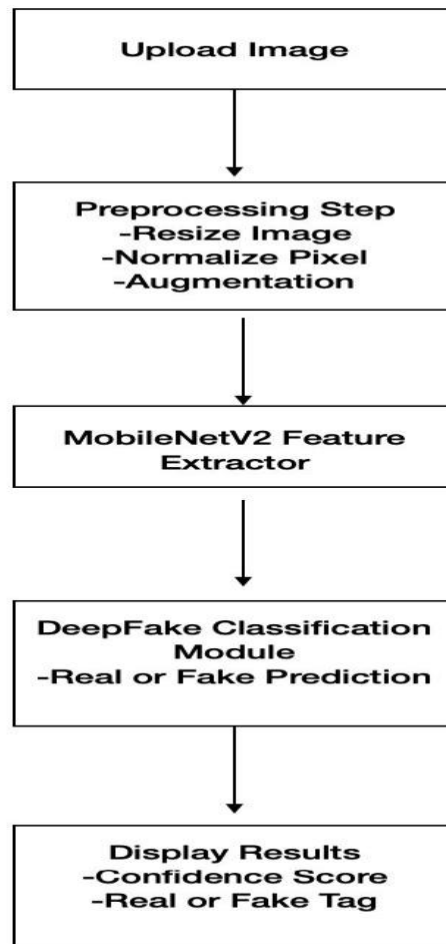 Upload Image
Preprocessing Step
-Resize Image
-Normalize Pixel
-Augmentation
MobileNetV2 Feature
Extractor
DeepFake Classification
Module
-Real or Fake Prediction
Display Results
-Confidence Score
-Real or Fake Tag